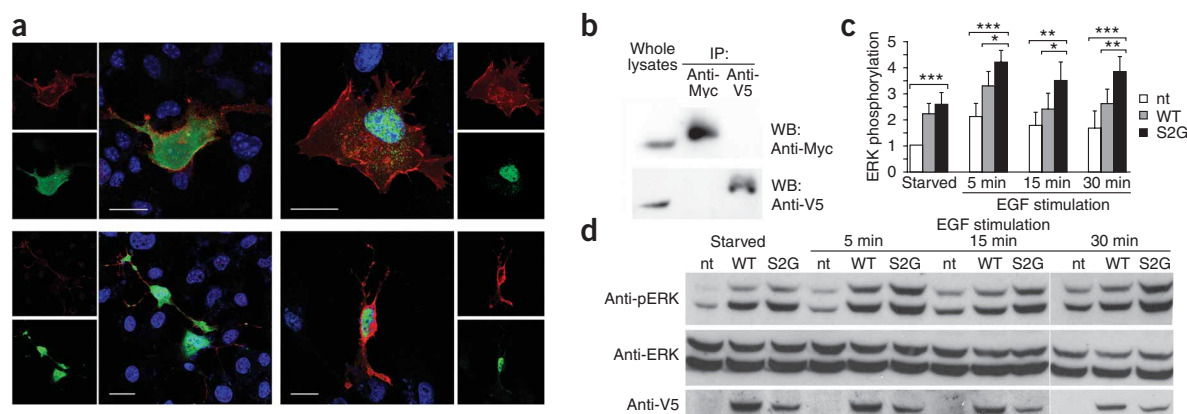 a
b
Whole
lysates
IP:
Anti-
Myc
Anti-
V5
WB:
Anti-Myc
WB:
Anti-V5
c
ERK phosphorylation
5
4
3
2
1
0
***
***
*
**
*
***
**
nt
WT
S2G
Starved
5 min
15 min
30 min
EGF stimulation
d
EGF stimulation
Starved
5 min
15 min
30 min
nt WT S2G nt WT S2G nt WT S2G nt WT S2G
Anti-pERK
Anti-ERK
Anti-V5